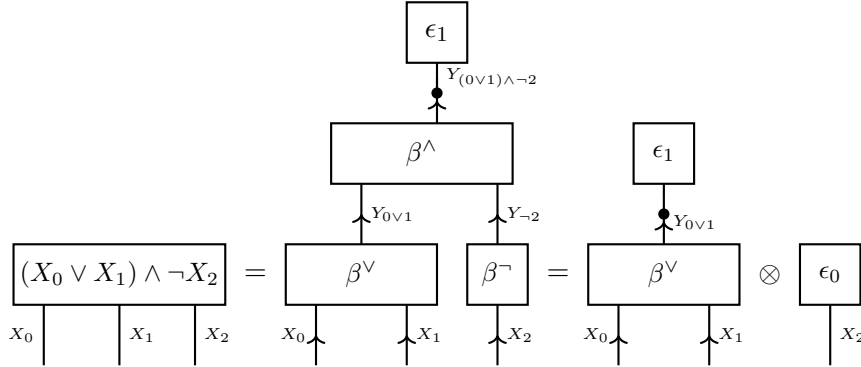 ϵ₁
Y₍₀∨₁₎∧¬₂
β^∧ ϵ₁
Y₀∨₁ Y¬₂ Y₀∨₁
(X₀ ∨ X₁) ∧ ¬X₂ = β^∨ β^¬ = β^∨ ⊗ ϵ₀
X₀ X₁ X₂ X₀ X₁ X₂ X₀ X₁ X₂